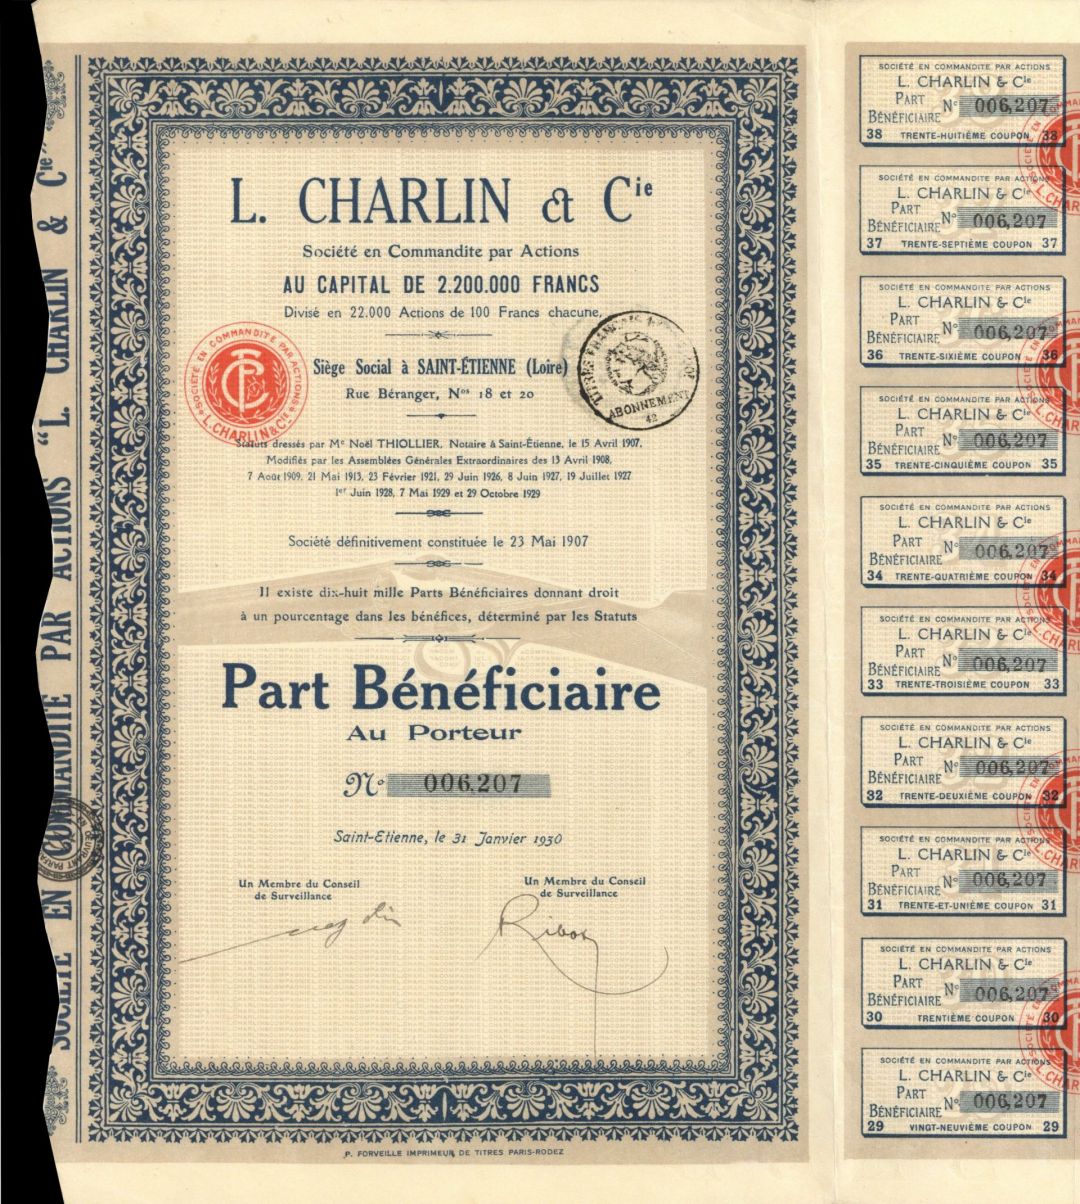 SOCIÉTÉ EN COMMANDITE PAR ACTIONS "L. CHARLIN & Cie"
L. CHARLIN et Cie
Société en Commandite par Actions
AU CAPITAL DE 2.200.000 FRANCS
Divisé en 22.000 Actions de 100 Francs chacune,
Siège Social à SAINT-ÉTIENNE (Loire)
Rue Béranger, Nos 18 et 20
SOCIÉTÉ EN COMMANDITE PAR ACTIONS
L. CHARLIN & Cie
ABONNEMENT
42
Statuts dressés par Me Noël THIOLLIER, Notaire à Saint-Étienne, le 15 Avril 1907,
Modifiés par les Assemblées Générales Extraordinaires des 13 Avril 1908,
7 Août 1909, 21 Mai 1913, 23 Février 1921, 29 Juin 1926, 8 Juin 1927, 19 Juillet 1927
1er Juin 1928, 7 Mai 1929 et 29 Octobre 1929
Société définitivement constituée le 23 Mai 1907
Il existe dix-huit mille Parts Bénéficiaires donnant droit
à un pourcentage dans les bénéfices, déterminé par les Statuts
Part Bénéficiaire
Au Porteur
No 006,207
Saint-Etienne, le 31 Janvier 1930
Un Membre du Conseil
de Surveillance
Un Membre du Conseil
de Surveillance
P. FORVEILLE IMPRIMEUR DE TITRES PARIS-RODEZ
SOCIÉTÉ EN COMMANDITE PAR ACTIONS
L. CHARLIN & Cie
PART
BÉNÉFICIAIRE No 006,207
38 TRENTE-HUITIÈME COUPON 38
SOCIÉTÉ EN COMMANDITE PAR ACTIONS
L. CHARLIN & Cie
PART
BÉNÉFICIAIRE No 006,207
37 TRENTE-SEPTIÈME COUPON 37
SOCIÉTÉ EN COMMANDITE PAR ACTIONS
L. CHARLIN & Cie
PART
BÉNÉFICIAIRE No 006,207
36 TRENTE-SIXIÈME COUPON 36
SOCIÉTÉ EN COMMANDITE PAR ACTIONS
L. CHARLIN & Cie
PART
BÉNÉFICIAIRE No 006,207
35 TRENTE-CINQUIÈME COUPON 35
SOCIÉTÉ EN COMMANDITE PAR ACTIONS
L. CHARLIN & Cie
PART
BÉNÉFICIAIRE No 006,207
34 TRENTE-QUATRIÈME COUPON 34
SOCIÉTÉ EN COMMANDITE PAR ACTIONS
L. CHARLIN & Cie
PART
BÉNÉFICIAIRE No 006,207
33 TRENTE-TROISIÈME COUPON 33
SOCIÉTÉ EN COMMANDITE PAR ACTIONS
L. CHARLIN & Cie
PART
BÉNÉFICIAIRE No 006,207
32 TRENTE-DEUXIÈME COUPON 32
SOCIÉTÉ EN COMMANDITE PAR ACTIONS
L. CHARLIN & Cie
PART
BÉNÉFICIAIRE No 006,207
31 TRENTE-ET-UNIÈME COUPON 31
SOCIÉTÉ EN COMMANDITE PAR ACTIONS
L. CHARLIN & Cie
PART
BÉNÉFICIAIRE No 006,207
30 TRENTIÈME COUPON 30
SOCIÉTÉ EN COMMANDITE PAR ACTIONS
L. CHARLIN & Cie
PART
BÉNÉFICIAIRE No 006,207
29 VINGT-NEUVIÈME COUPON 29